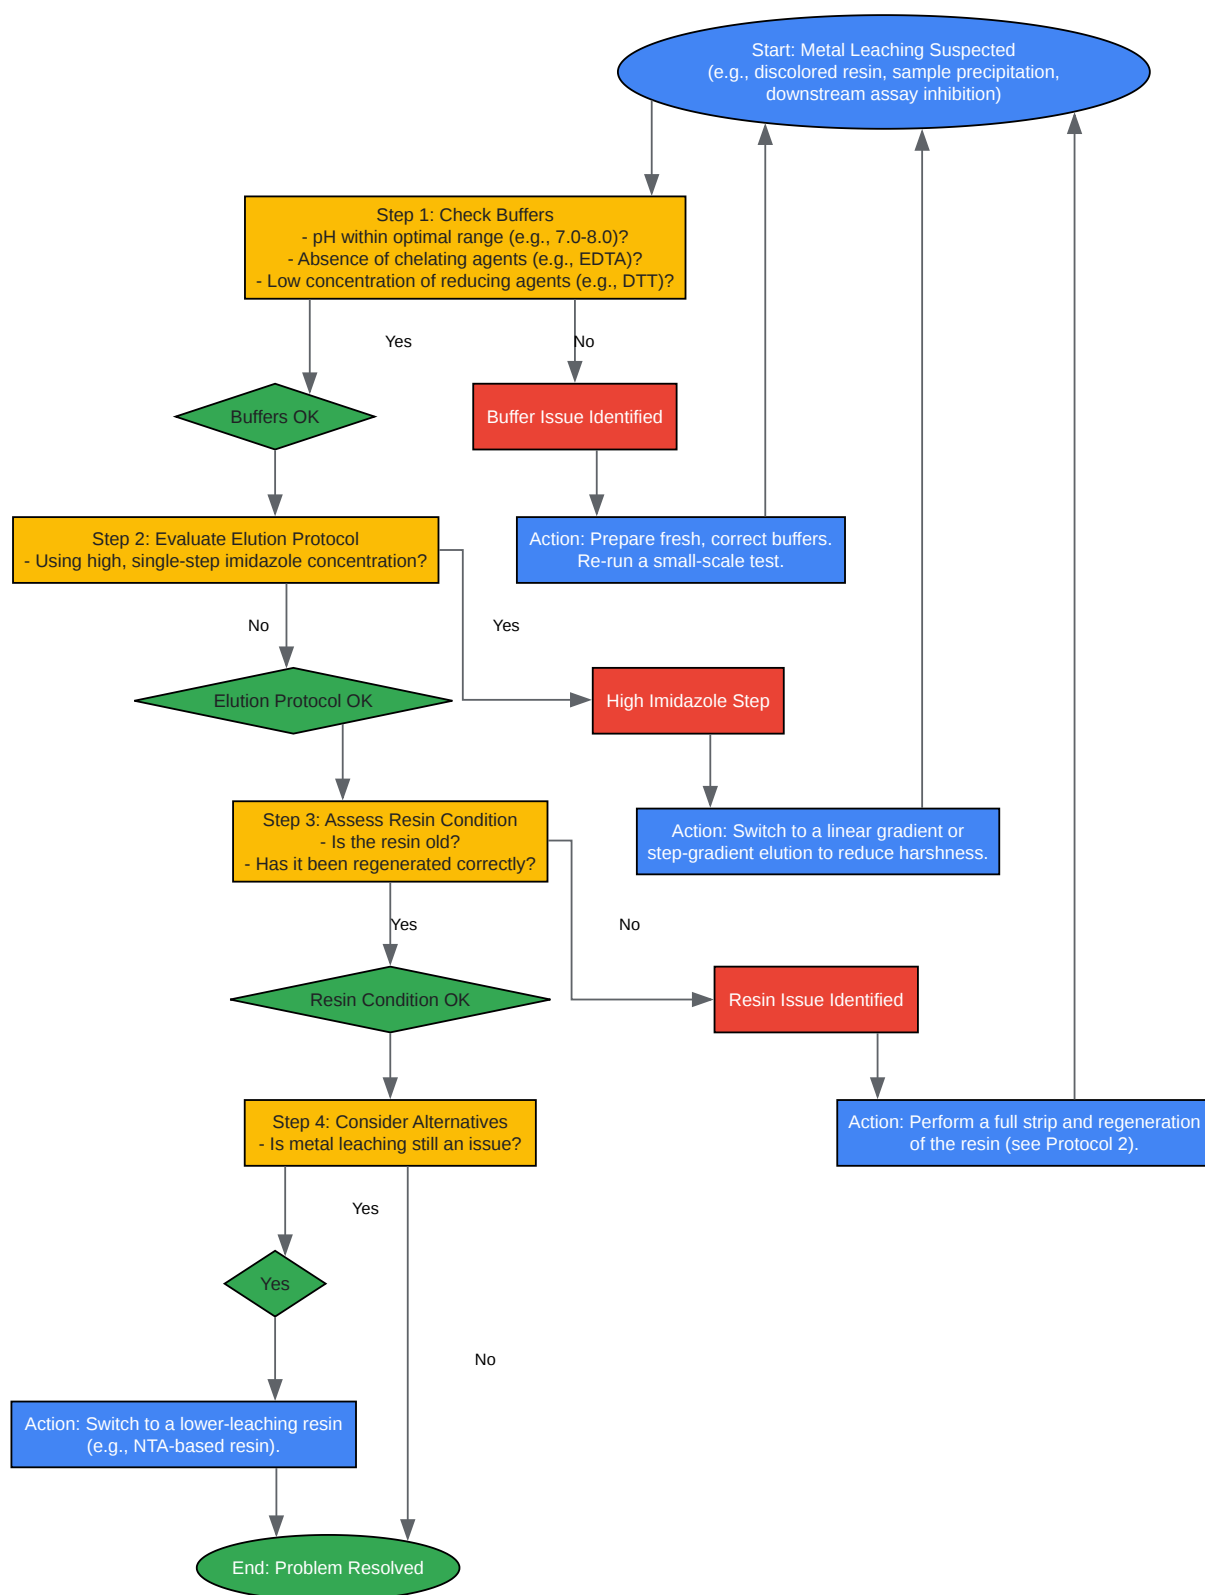 Start: Metal Leaching Suspected
(e.g., discolored resin, sample precipitation,
downstream assay inhibition)
Step 1: Check Buffers
- pH within optimal range (e.g., 7.0-8.0)?
- Absence of chelating agents (e.g., EDTA)?
- Low concentration of reducing agents (e.g., DTT)?
Yes
No
Buffers OK
Buffer Issue Identified
Step 2: Evaluate Elution Protocol
- Using high, single-step imidazole concentration?
Action: Prepare fresh, correct buffers.
Re-run a small-scale test.
No
Yes
Elution Protocol OK
High Imidazole Step
Step 3: Assess Resin Condition
- Is the resin old?
- Has it been regenerated correctly?
Action: Switch to a linear gradient or
step-gradient elution to reduce harshness.
Yes
No
Resin Condition OK
Resin Issue Identified
Step 4: Consider Alternatives
- Is metal leaching still an issue?
Action: Perform a full strip and regeneration
of the resin (see Protocol 2).
Yes
Yes
No
Action: Switch to a lower-leaching resin
(e.g., NTA-based resin).
End: Problem Resolved